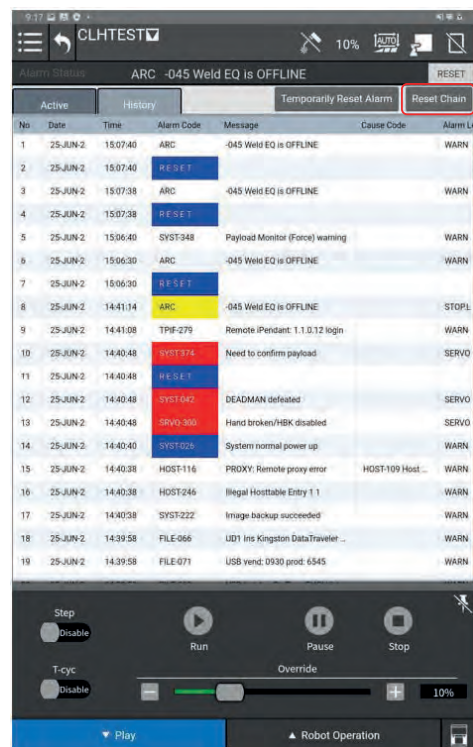 9:17
CLHTEST
10%
AUTO
Alarm Status
ARC -045 Weld EQ is OFFLINE
RESET
Active
History
Temporarily Reset Alarm
Reset Chain
No Date Time Alarm Code Message Cause Code Alarm L
1 25-JUN-2 15:07:40 ARC -045 Weld EQ is OFFLINE WARN
2 25-JUN-2 15:07:40 RESET
3 25-JUN-2 15:07:38 ARC -045 Weld EQ is OFFLINE WARN
4 25-JUN-2 15:07:38 RESET
5 25-JUN-2 15:06:40 SYST-348 Payload Monitor (Force) warning WARN
6 25-JUN-2 15:06:30 ARC -045 Weld EQ is OFFLINE WARN
7 25-JUN-2 15:06:30 RESET
8 25-JUN-2 14:41:14 ARC -045 Weld EQ is OFFLINE STOP.L
9 25-JUN-2 14:41:08 TPIF-279 Remote iPendant: 1.1.0.12 login WARN
10 25-JUN-2 14:40:48 SYST-374 Need to confirm payload SERVO
11 25-JUN-2 14:40:48 RESET
12 25-JUN-2 14:40:48 SYST-042 DEADMAN defeated SERVO
13 25-JUN-2 14:40:48 SRVO-300 Hand broken/HBK disabled SERVO
14 25-JUN-2 14:40:40 SYST-026 System normal power up WARN
15 25-JUN-2 14:40:38 HOST-116 PROXY: Remote proxy error HOST-109 Host ... WARN
16 25-JUN-2 14:40:38 HOST-246 Illegal Hosttable Entry 1 1 WARN
17 25-JUN-2 14:40:38 SYST-222 Image backup succeeded WARN
18 25-JUN-2 14:39:58 FILE-066 UD1 Ins Kingston DataTraveler ... WARN
19 25-JUN-2 14:39:58 FILE-071 USB vend: 0930 prod: 6545 WARN
Step
Disable
Run
Pause
Stop
T-cyc
Override
Disable
10%
▼ Play
▲ Robot Operation